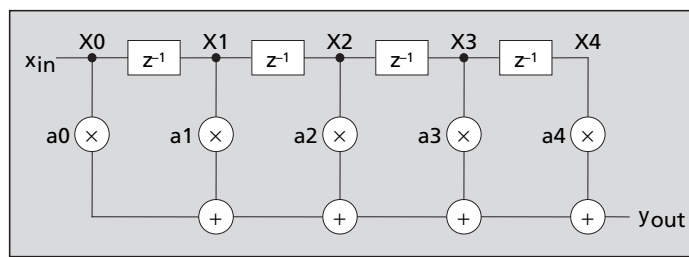 X0 X1 X2 X3 X4
xin z⁻¹ z⁻¹ z⁻¹ z⁻¹
a0 × a1 × a2 × a3 × a4 ×
+ + + + yout